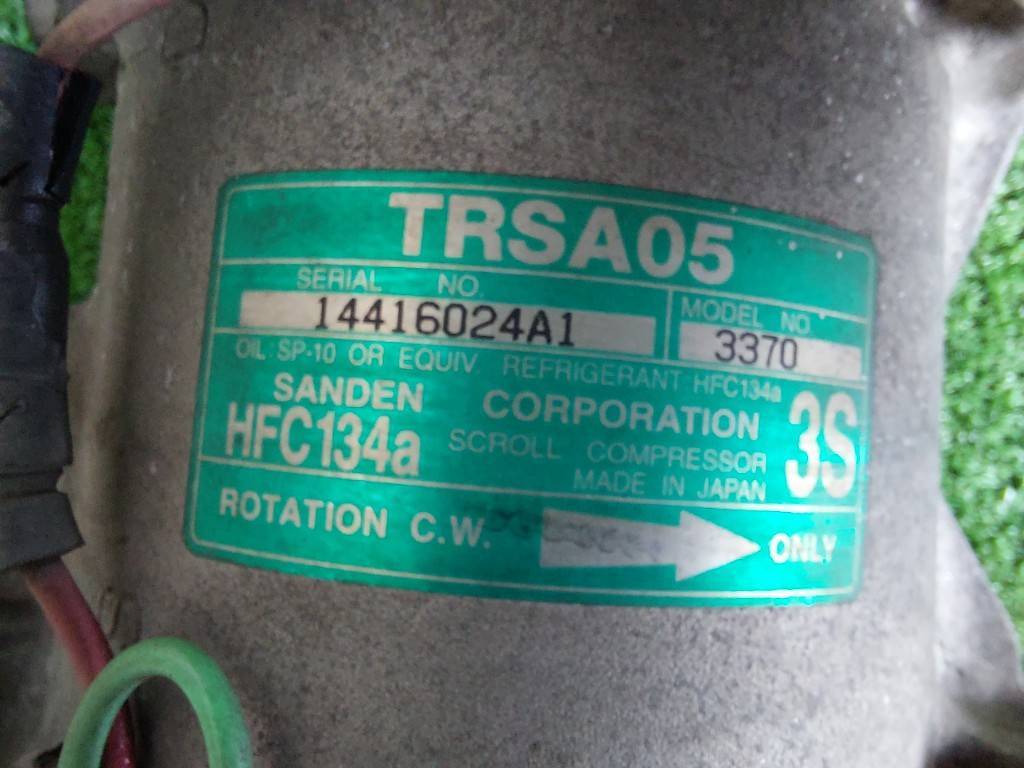 TRSA05
SERIAL NO.
14416024A1
MODEL NO.
3370
OIL:SP-10 OR EQUIV. REFRIGERANT HFC134a
SANDEN CORPORATION
HFC134a
SCROLL COMPRESSOR
MADE IN JAPAN
3S
ROTATION C.W.
ONLY